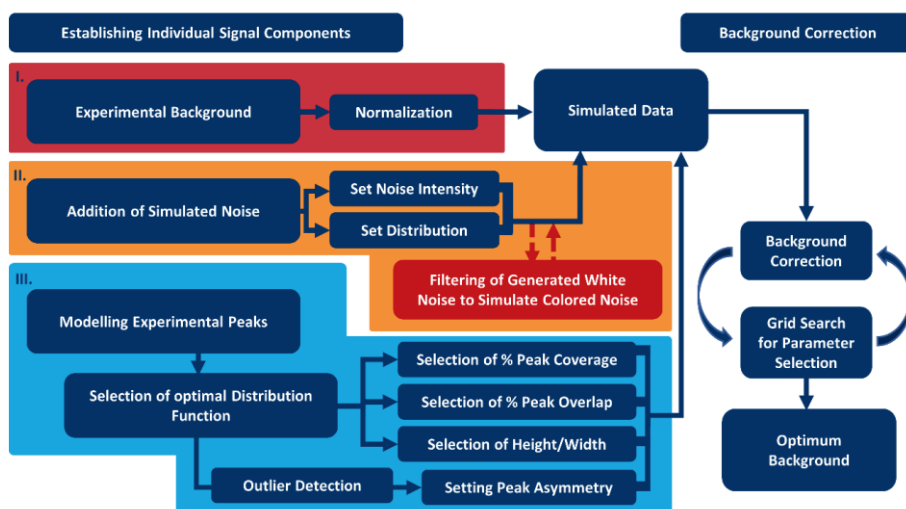 Establishing Individual Signal Components
Background Correction
I.
Experimental Background
Normalization
Simulated Data
II.
Addition of Simulated Noise
Set Noise Intensity
Set Distribution
Filtering of Generated White
Noise to Simulate Colored Noise
III.
Modelling Experimental Peaks
Selection of optimal Distribution
Function
Selection of % Peak Coverage
Selection of % Peak Overlap
Selection of Height/Width
Outlier Detection
Setting Peak Asymmetry
Background
Correction
Grid Search
for Parameter
Selection
Optimum
Background